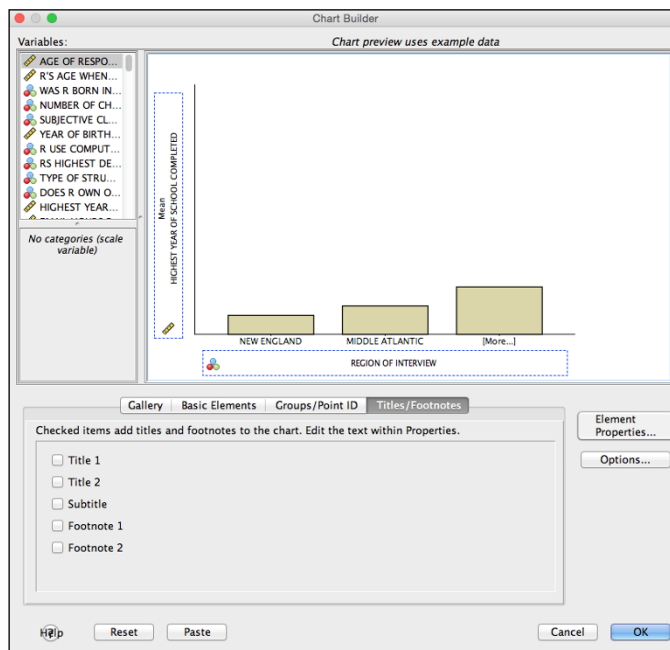 Chart Builder
Variables:
Chart preview uses example data
AGE OF RESPO...
R'S AGE WHEN...
WAS R BORN IN...
NUMBER OF CH...
SUBJECTIVE CL...
YEAR OF BIRTH...
R USE COMPUT...
RS HIGHEST DE...
TYPE OF STRU...
DOES R OWN O...
HIGHEST YEAR...
No categories (scale
variable)
Mean
HIGHEST YEAR OF SCHOOL COMPLETED
NEW ENGLAND MIDDLE ATLANTIC [More...]
REGION OF INTERVIEW
Gallery Basic Elements Groups/Point ID Titles/Footnotes
Checked items add titles and footnotes to the chart. Edit the text within Properties.
Title 1
Title 2
Subtitle
Footnote 1
Footnote 2
Element
Properties...
Options...
Help Reset Paste Cancel OK